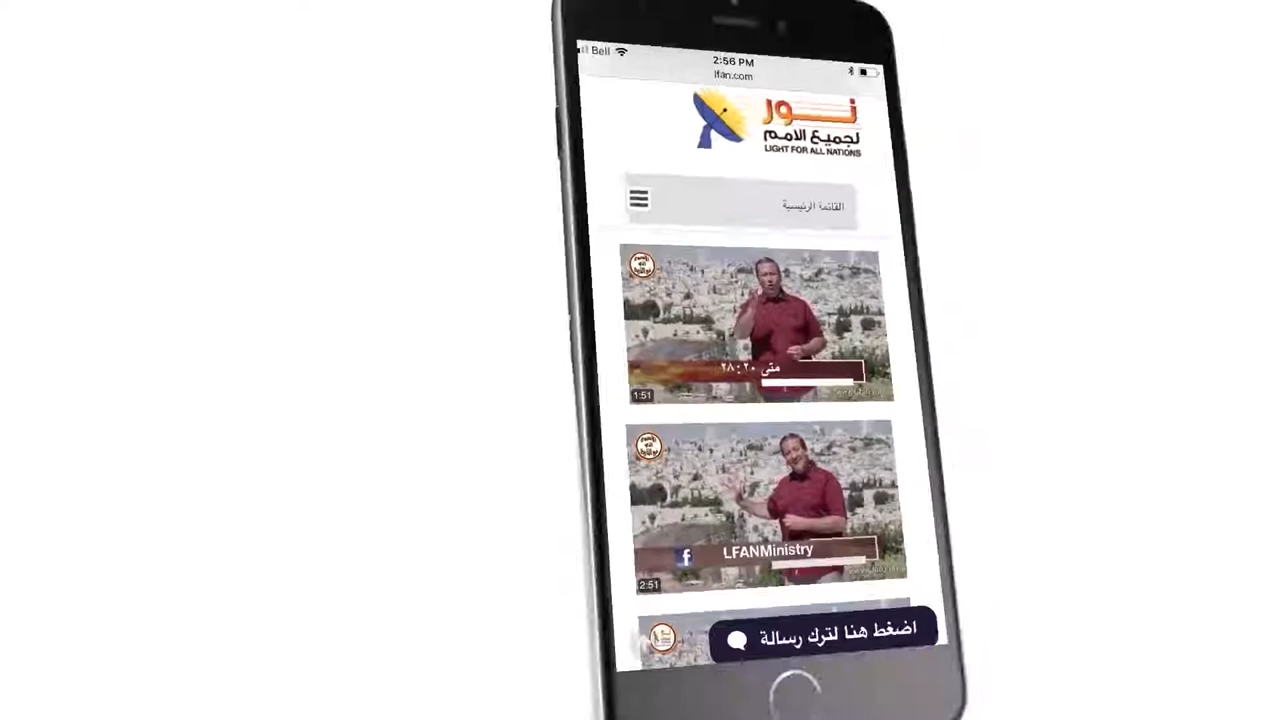 Bell
2:56 PM
lfan.com
نور
لجميع الامم
LIGHT FOR ALL NATIONS
القائمة الرئيسية
متى ٢٠ : ٢٨
1:51
LFANMinistry
2:51
اضغط هنا لترك رسالة